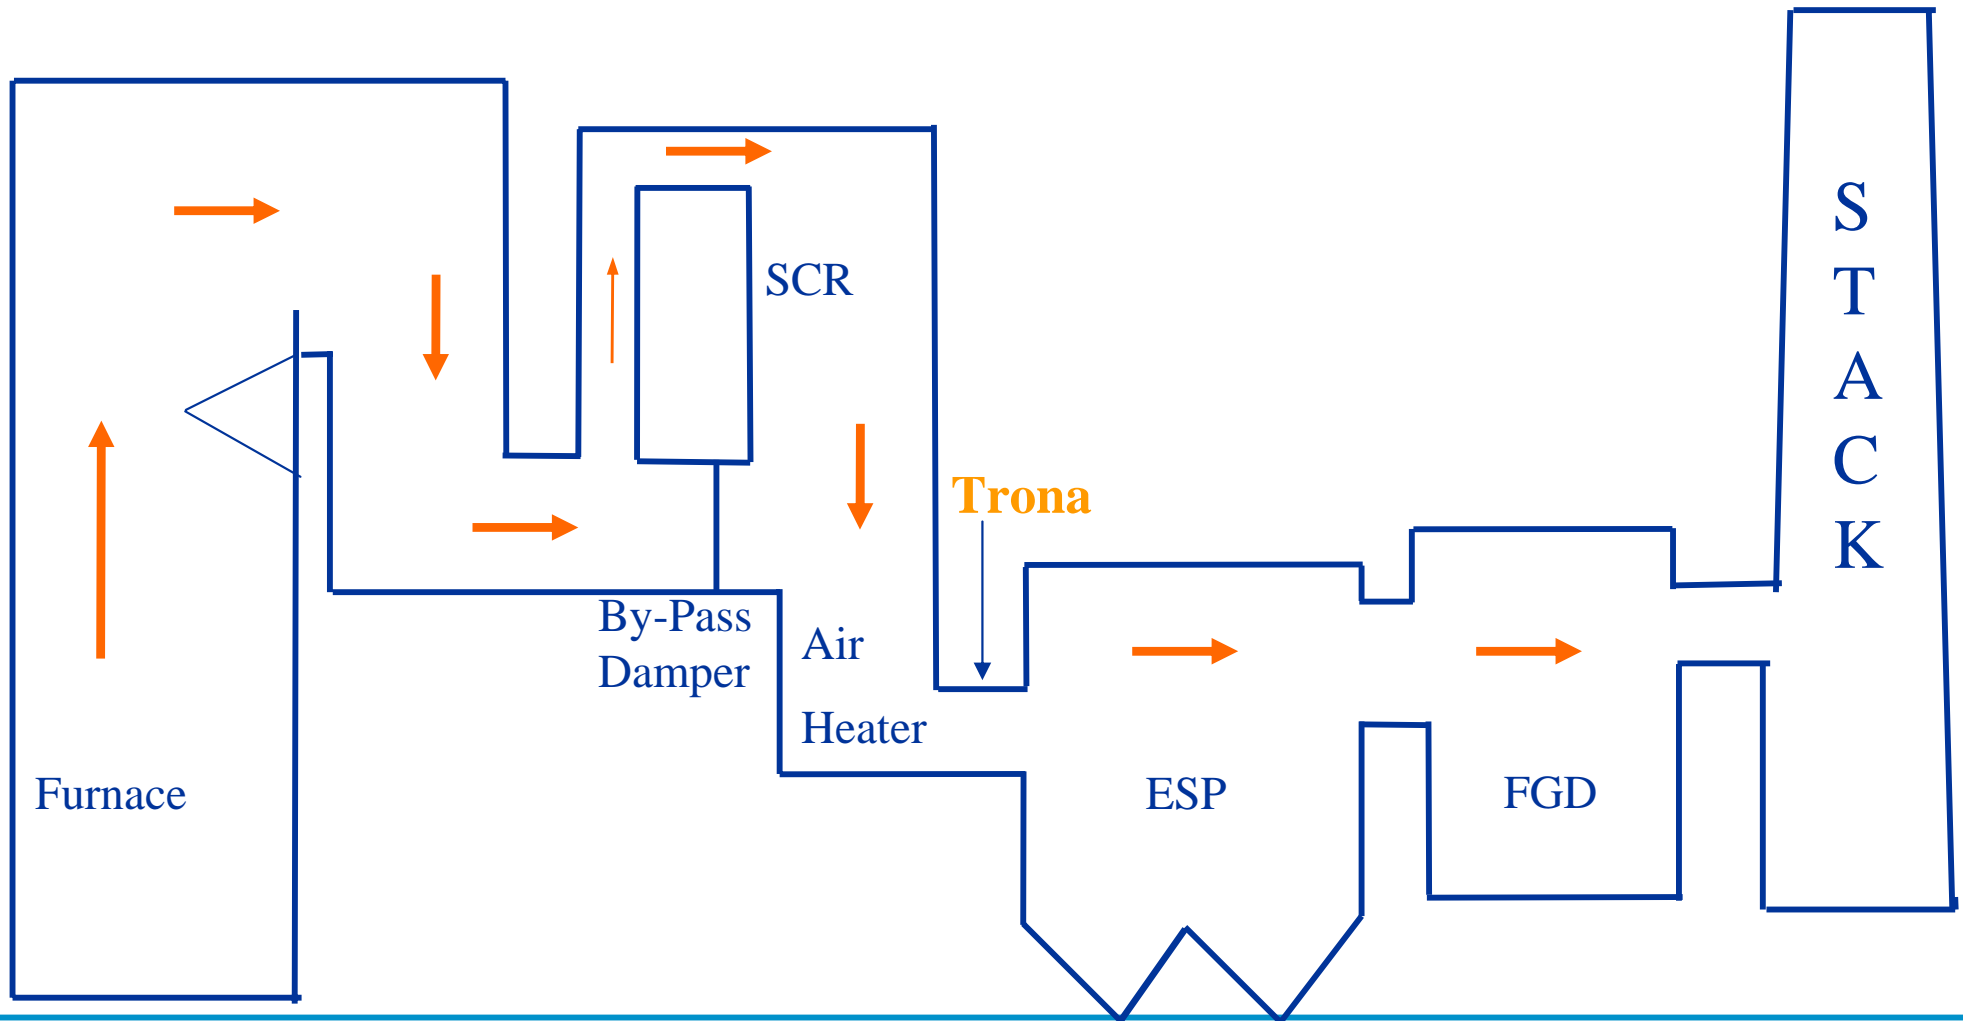 S
T
A
C
K
SCR
Trona
By-Pass
Damper
Air
Heater
Furnace
ESP
FGD